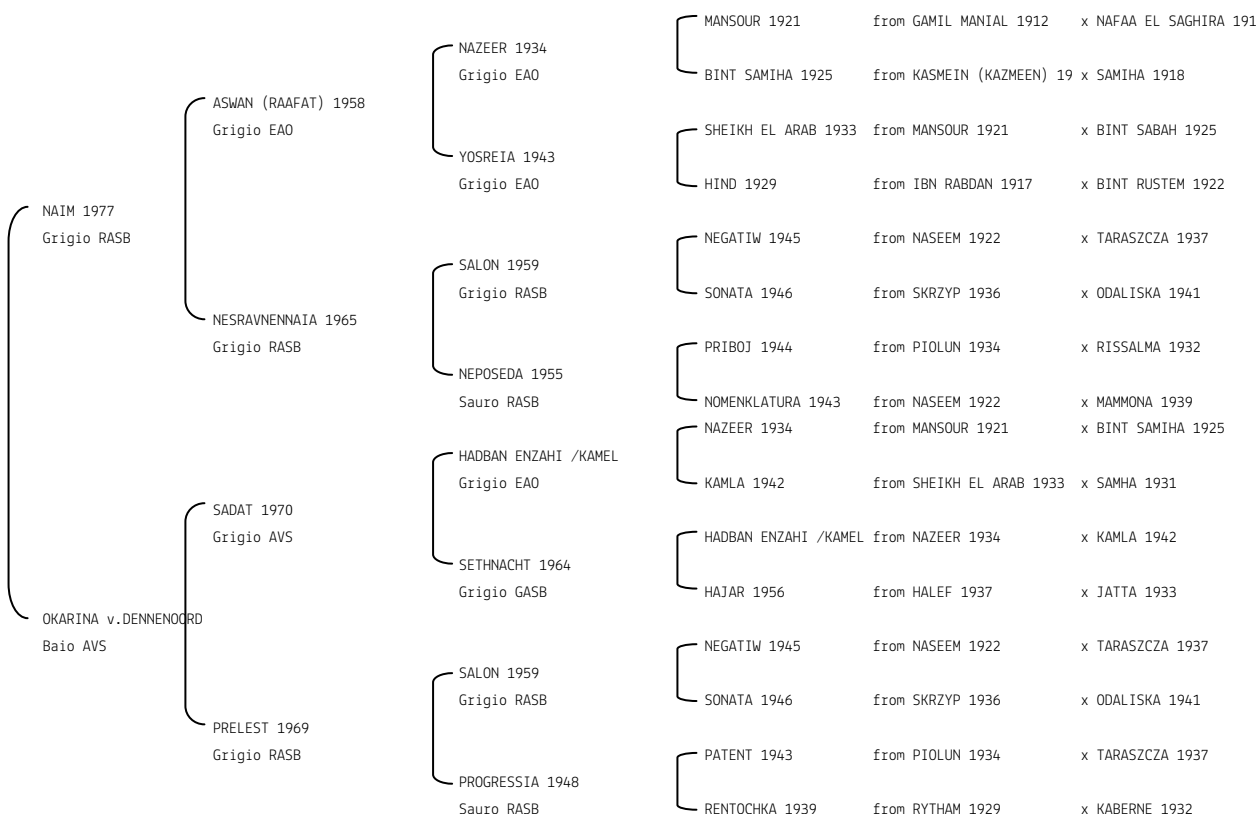 MANSOUR 1921 from GAMIL MANIAL 1912 x NAFAA EL SAGHIRA 191
NAZEER 1934
Grigio EAO
BINT SAMIHA 1925 from KASMEIN (KAZMEEN) 19 x SAMIHA 1918
ASWAN (RAAFAT) 1958
Grigio EAO
SHEIKH EL ARAB 1933 from MANSOUR 1921 x BINT SABAH 1925
YOSREIA 1943
Grigio EAO
HIND 1929 from IBN RABDAN 1917 x BINT RUSTEM 1922
NAIM 1977
Grigio RASB
NEGATIW 1945 from NASEEM 1922 x TARASZCZA 1937
SALON 1959
Grigio RASB
SONATA 1946 from SKRZYP 1936 x ODALISKA 1941
NESRAVNENNAIA 1965
Grigio RASB
PRIBOJ 1944 from PIOLUN 1934 x RISSALMA 1932
NEPOSEDA 1955
Sauro RASB
NOMENKLATURA 1943 from NASEEM 1922 x MAMMONA 1939
NAZEER 1934 from MANSOUR 1921 x BINT SAMIHA 1925
HADBAN ENZAHI /KAMEL
Grigio EAO
KAMLA 1942 from SHEIKH EL ARAB 1933 x SAMHA 1931
SADAT 1970
Grigio AVS
HADBAN ENZAHI /KAMEL from NAZEER 1934 x KAMLA 1942
SETHNACHT 1964
Grigio GASB
HAJAR 1956 from HALEF 1937 x JATTA 1933
OKARINA v.DENNENOORD
Baio AVS
NEGATIW 1945 from NASEEM 1922 x TARASZCZA 1937
SALON 1959
Grigio RASB
SONATA 1946 from SKRZYP 1936 x ODALISKA 1941
PRELEST 1969
Grigio RASB
PATENT 1943 from PIOLUN 1934 x TARASZCZA 1937
PROGRESSIA 1948
Sauro RASB
RENTOCHKA 1939 from RYTHAM 1929 x KABERNE 1932